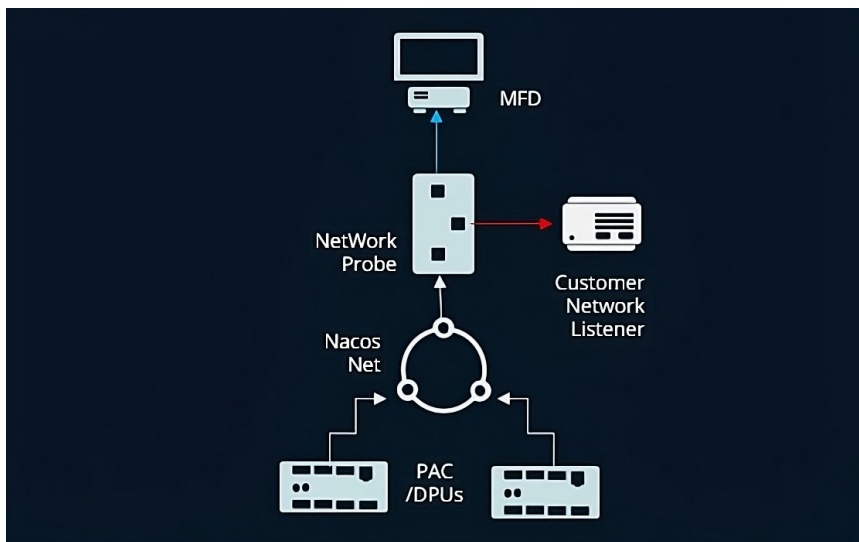 MFD
NetWork
Probe
Customer
Network
Listener
Nacos
Net
PAC
/DPUs